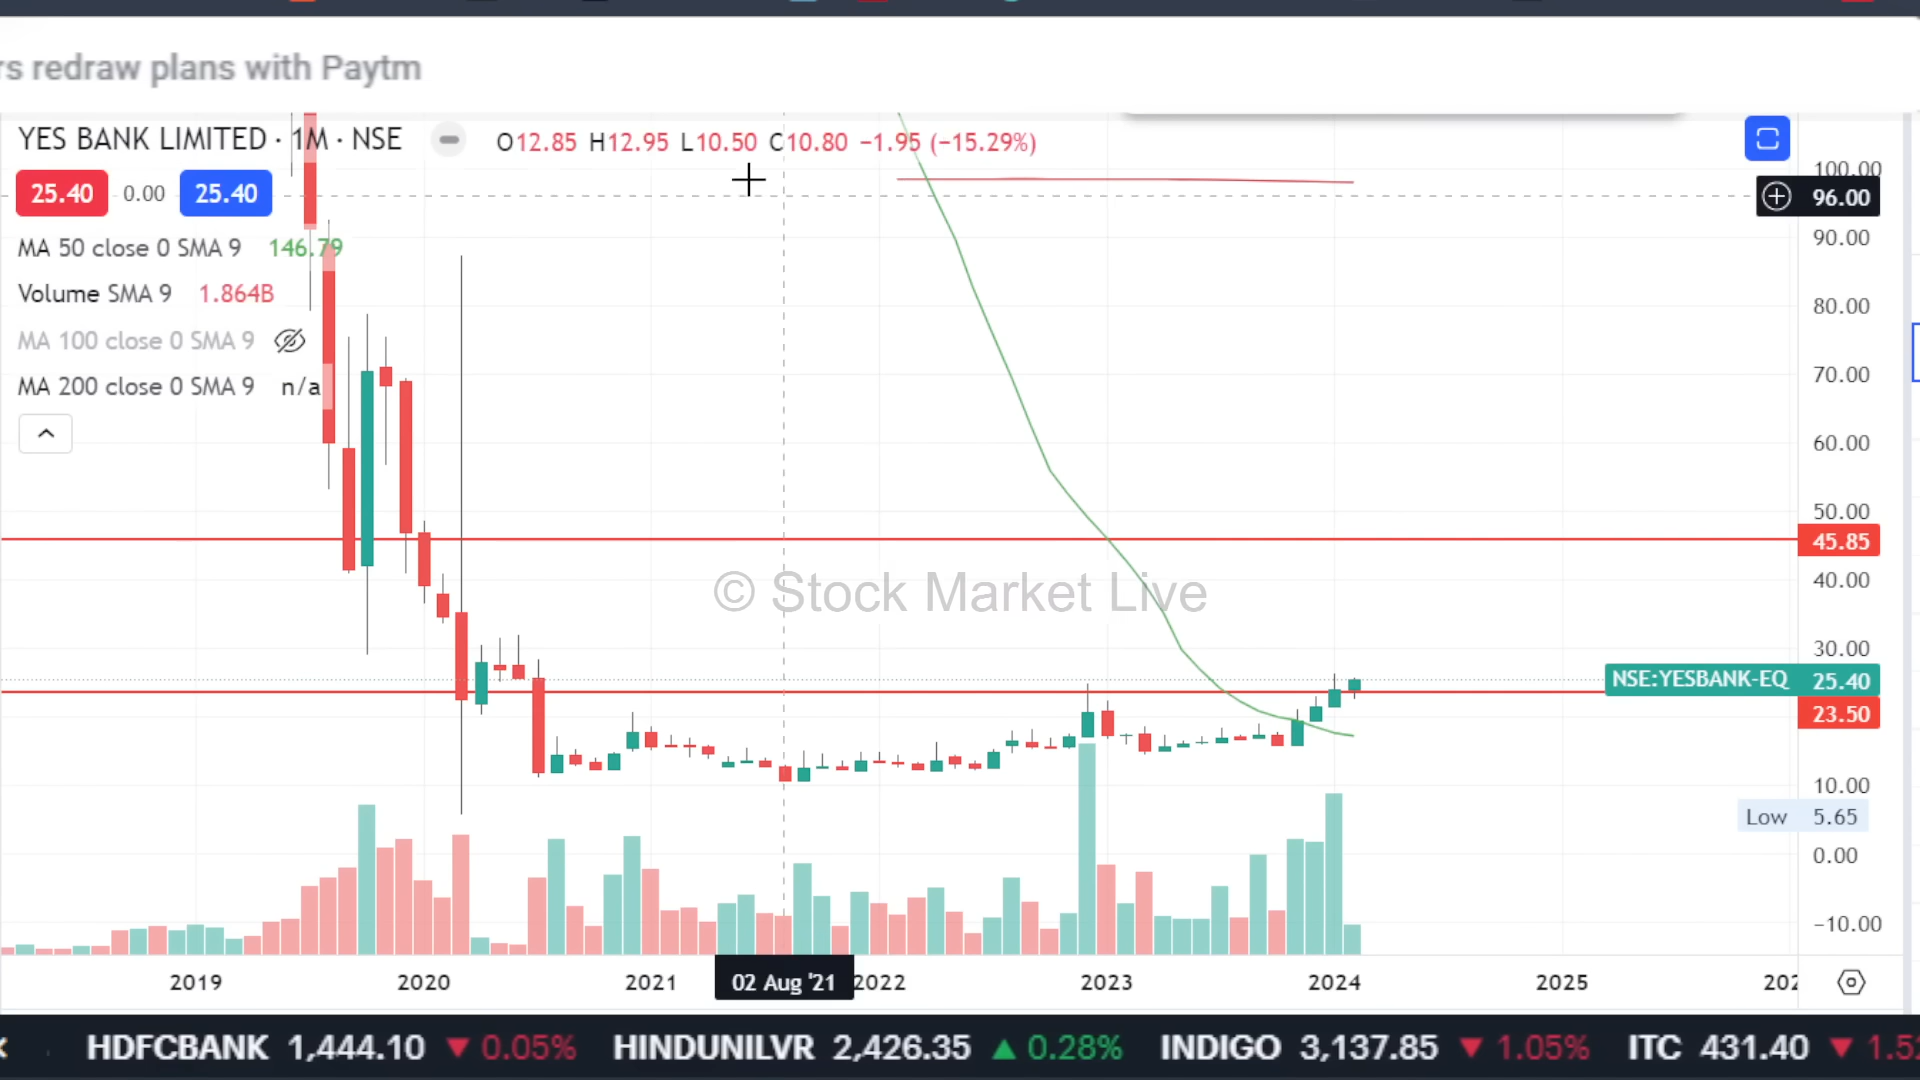 rs redraw plans with Paytm
YES BANK LIMITED · 1M · NSE
O12.85 H12.95 L10.50 C10.80 −1.95 (−15.29%)
25.40 0.00 25.40
MA 50 close 0 SMA 9 146.79
Volume SMA 9 1.864B
MA 100 close 0 SMA 9
MA 200 close 0 SMA 9 n/a
100.00
96.00
90.00
80.00
70.00
60.00
50.00
45.85
40.00
30.00
NSE:YESBANK-EQ 25.40
23.50
10.00
Low 5.65
0.00
−10.00
© Stock Market Live
2019 2020 2021 02 Aug '21 2022 2023 2024 2025
HDFCBANK 1,444.10 ▼ 0.05% HINDUNILVR 2,426.35 ▲ 0.28% INDIGO 3,137.85 ▼ 1.05% ITC 431.40 ▼